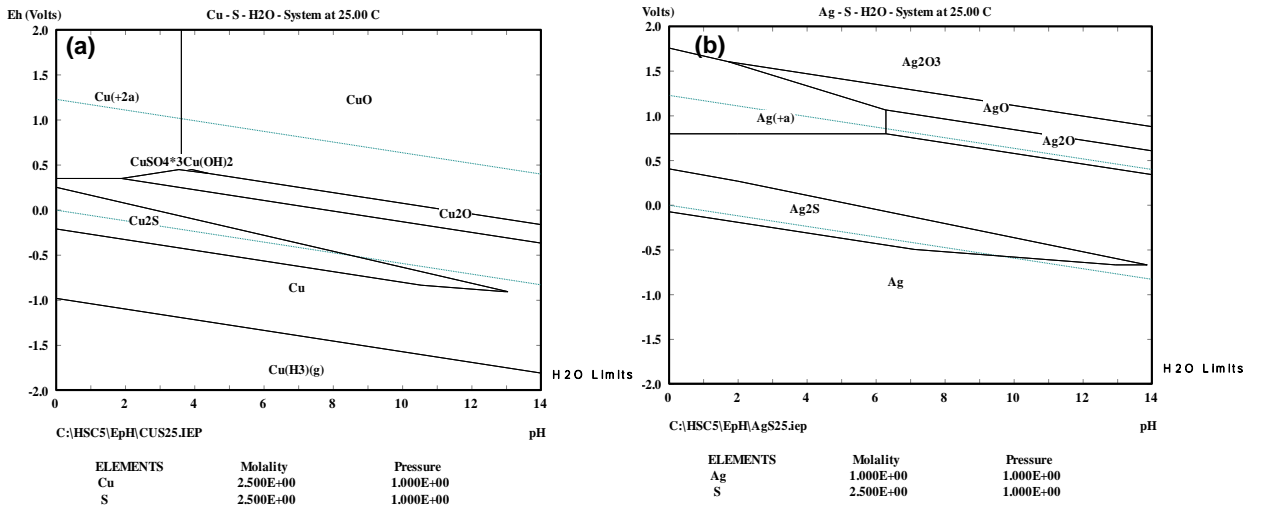 Eh (Volts)
Cu - S - H2O - System at 25.00 C
(a)
2.0
1.5
1.0
0.5
0.0
-0.5
-1.0
-1.5
-2.0
Cu(+2a)
CuO
CuSO4*3Cu(OH)2
Cu2O
Cu2S
Cu
Cu(H3)(g)
H2O Limits
0 2 4 6 8 10 12 14
C:\HSC5\EpH\CUS25.IEP
pH
ELEMENTS Molality Pressure
Cu 2.500E+00 1.000E+00
S 2.500E+00 1.000E+00
Volts)
Ag - S - H2O - System at 25.00 C
(b)
2.0
1.5
1.0
0.5
0.0
-0.5
-1.0
-1.5
-2.0
Ag2O3
AgO
Ag(+a)
Ag2O
Ag2S
Ag
H2O Limits
0 2 4 6 8 10 12 14
C:\HSC5\EpH\AgS25.iep
pH
ELEMENTS Molality Pressure
Ag 1.000E+00 1.000E+00
S 2.500E+00 1.000E+00